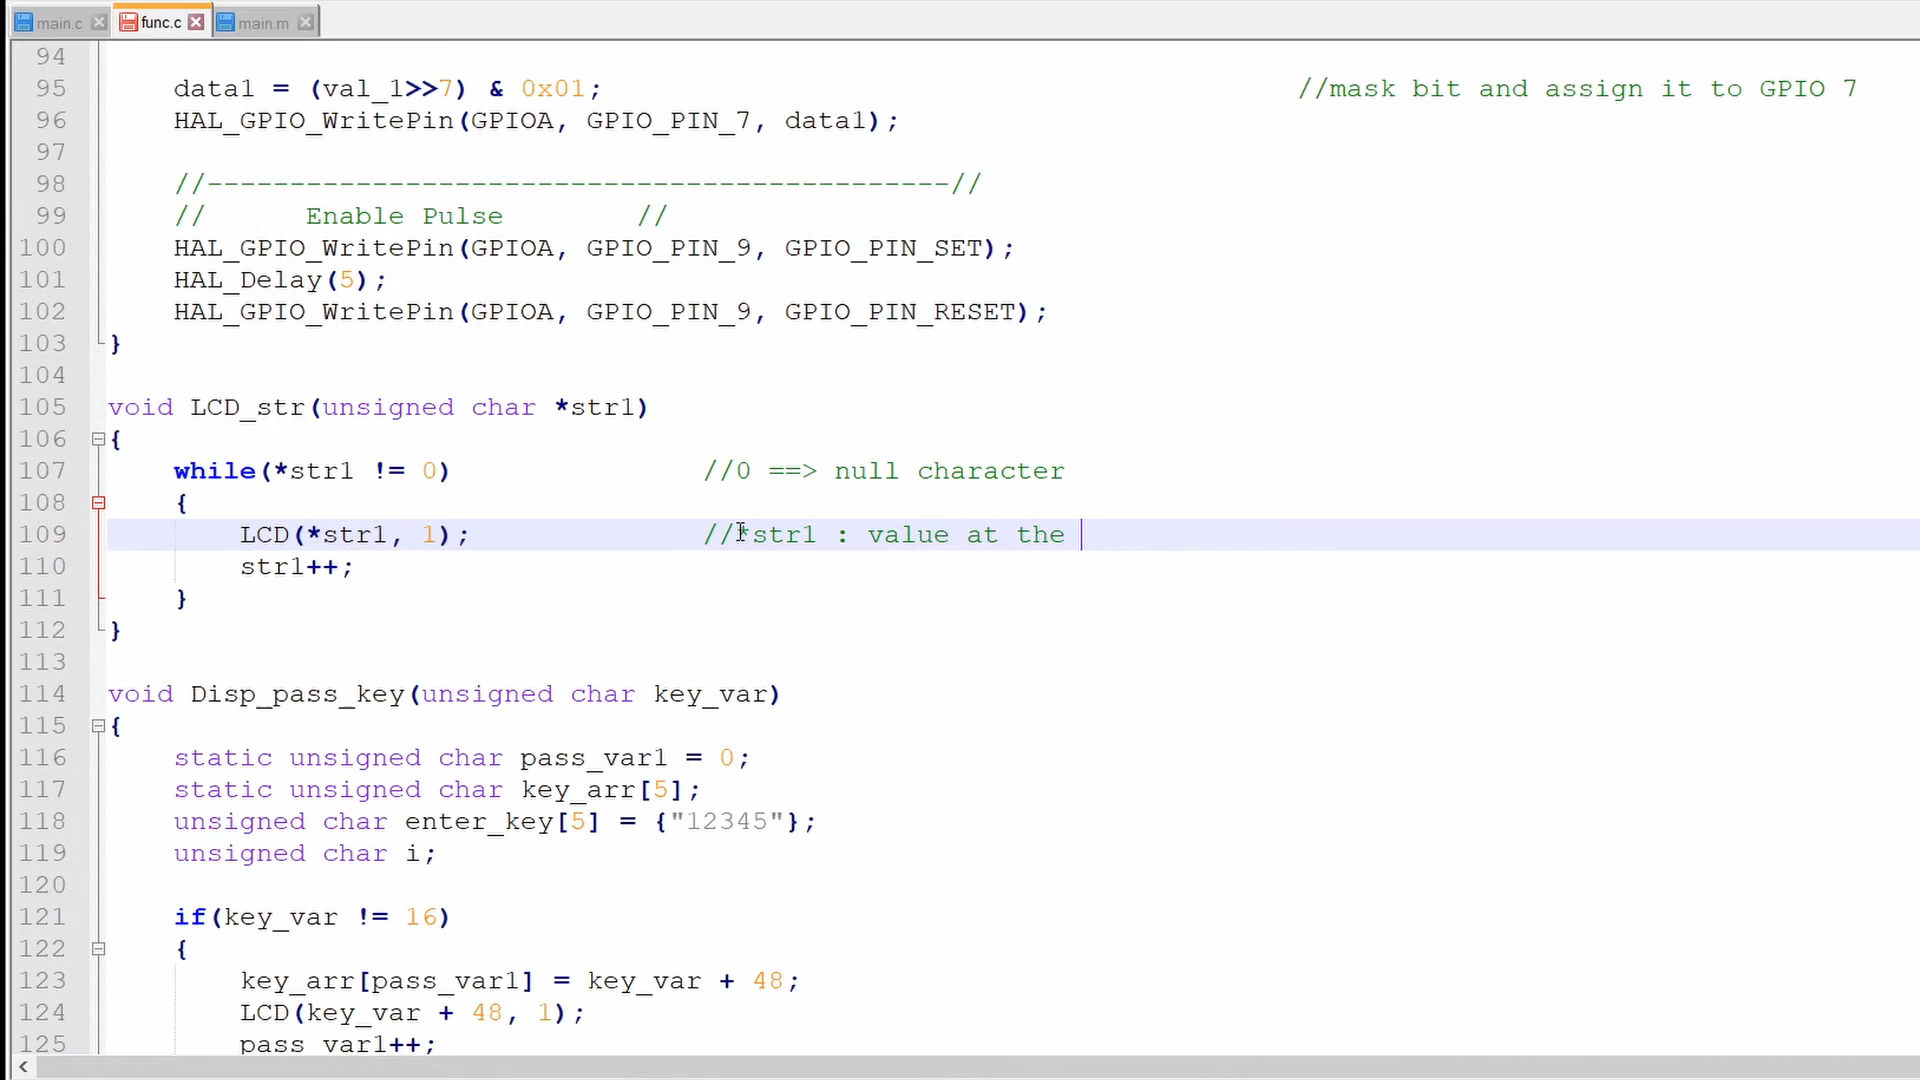 main.c func.c main.m
94
95 data1 = (val_1>>7) & 0x01; //mask bit and assign it to GPIO 7
96 HAL_GPIO_WritePin(GPIOA, GPIO_PIN_7, data1);
97
98 //---------------------------------------------//
99 // Enable Pulse //
100 HAL_GPIO_WritePin(GPIOA, GPIO_PIN_9, GPIO_PIN_SET);
101 HAL_Delay(5);
102 HAL_GPIO_WritePin(GPIOA, GPIO_PIN_9, GPIO_PIN_RESET);
103 }
104
105 void LCD_str(unsigned char *str1)
106 {
107 while(*str1 != 0) //0 ==> null character
108 {
109 LCD(*str1, 1); //*str1 : value at the
110 str1++;
111 }
112 }
113
114 void Disp_pass_key(unsigned char key_var)
115 {
116 static unsigned char pass_var1 = 0;
117 static unsigned char key_arr[5];
118 unsigned char enter_key[5] = {"12345"};
119 unsigned char i;
120
121 if(key_var != 16)
122 {
123 key_arr[pass_var1] = key_var + 48;
124 LCD(key_var + 48, 1);
125 pass_var1++;